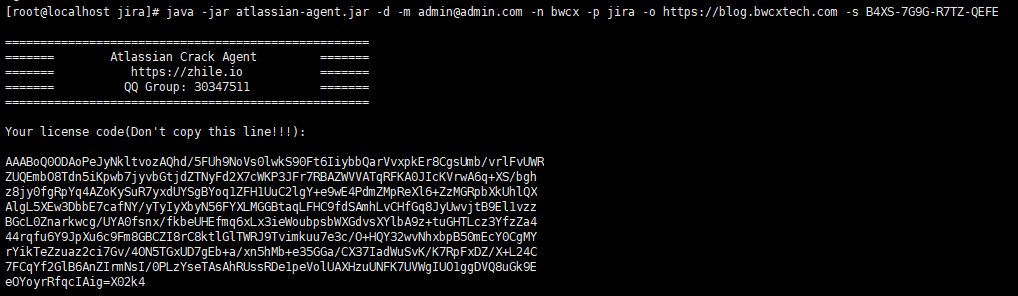 [root@localhost jira]# java -jar atlassian-agent.jar -d -m admin@admin.com -n bwcx -p jira -o https://blog.bwcxtech.com -s B4XS-7G9G-R7TZ-QEFE
====================================================
======= Atlassian Crack Agent =======
======= https://zhile.io =======
======= QQ Group: 30347511 =======
====================================================
Your license code(Don't copy this line!!!):
AAABoQ0ODAoPeJyNkltvozAQhd/5FUh9NoVs0lwkS90Ft6IiybbQarVvxpkEr8CgsUmb/vrlFvUWR
ZUQEmbO8Tdn5iKpwb7jyvbGtjdZTNyFd2X7cWKP3JFr7RBAZWVVATqRFKA0JIcKVrwA6q+XS/bgh
z8jy0fgRpYq4AZoKySuR7yxdUYSgBYoq1ZFH1UuC2lgY+e9wE4PdmZMpReXl6+ZzMGRpbXkUhlQX
AlgL5XEw3DbbE7cafNY/yTyIyXbyN56FYXLMGGBtaqLFHC9fdSAmhLvCHfGq8JyUwvjtB9El1vzz
BGcL0Znarkwcg/UYA0fsnx/fkbeUHEfmq6xLx3ieWoubpsbWXGdvsXYlbA9z+tuGHTLcz3YfzZa4
44rqfu6Y9JpXu6c9Fm8GBCZI8rC8ktlGlTWRJ9Tvimkuu7e3c/O+HQY32wvNhxbpB50mEcY0CgMY
rYikTeZzuaz2ci7Gv/4ON5TGxUD7gEb+a/xn5hMb+e35GGa/CX37IadWuSvK/K7RpFxDZ/X+L24C
7FCqYf2GlB6AnZIrmNsI/0PLzYseTAsAhRUssRDe1peVolUAXHzuUNFK7UVWgIUO1ggDVQ8uGk9E
eOYoyrRfqcIAig=X02k4